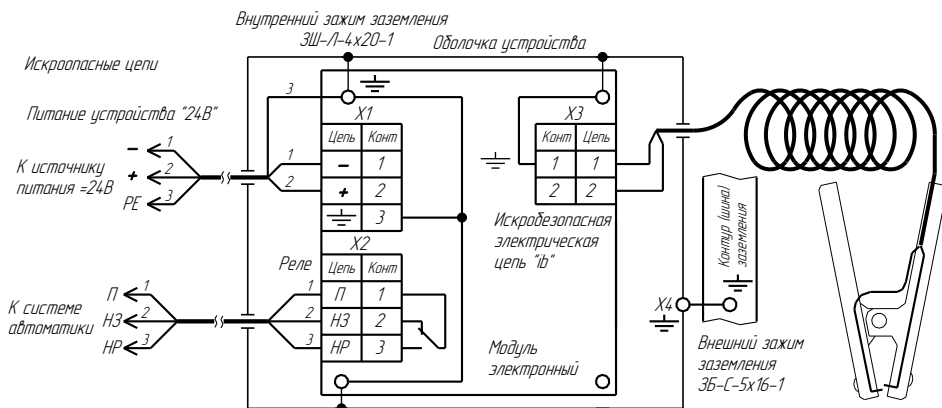 Внутренний зажим заземления
ЗШ-Л-4х20-1
Оболочка устройства
Искроопасные цепи
Питание устройства "24В"
К источнику
питания =24В
-
1
+
2
PE
3
3
1
2
X1
Цепь Конт
- 1
+ 2
3
X2
Реле
Цепь Конт
1 П 1
2 НЗ 2
3 НР 3
К системе
автоматики
П 1
НЗ 2
НР 3
X3
Конт Цепь
1 1
2 2
Искробезопасная
электрическая
цепь "ib"
Модуль
электронный
Контур (шина)
заземления
X4
Внешний зажим
заземления
ЗБ-С-5х16-1